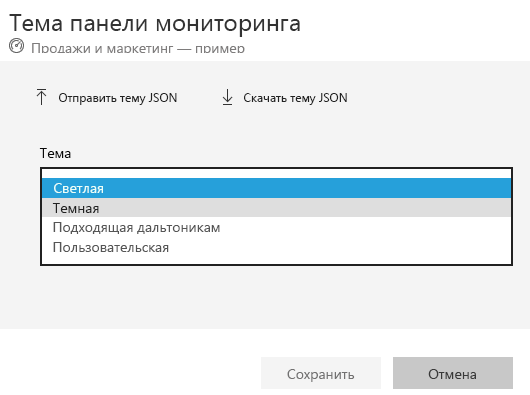 Тема панели мониторинга
Продажи и маркетинг — пример
Отправить тему JSON Скачать тему JSON
Тема
Светлая
Темная
Подходящая дальтоникам
Пользовательская
Сохранить Отмена